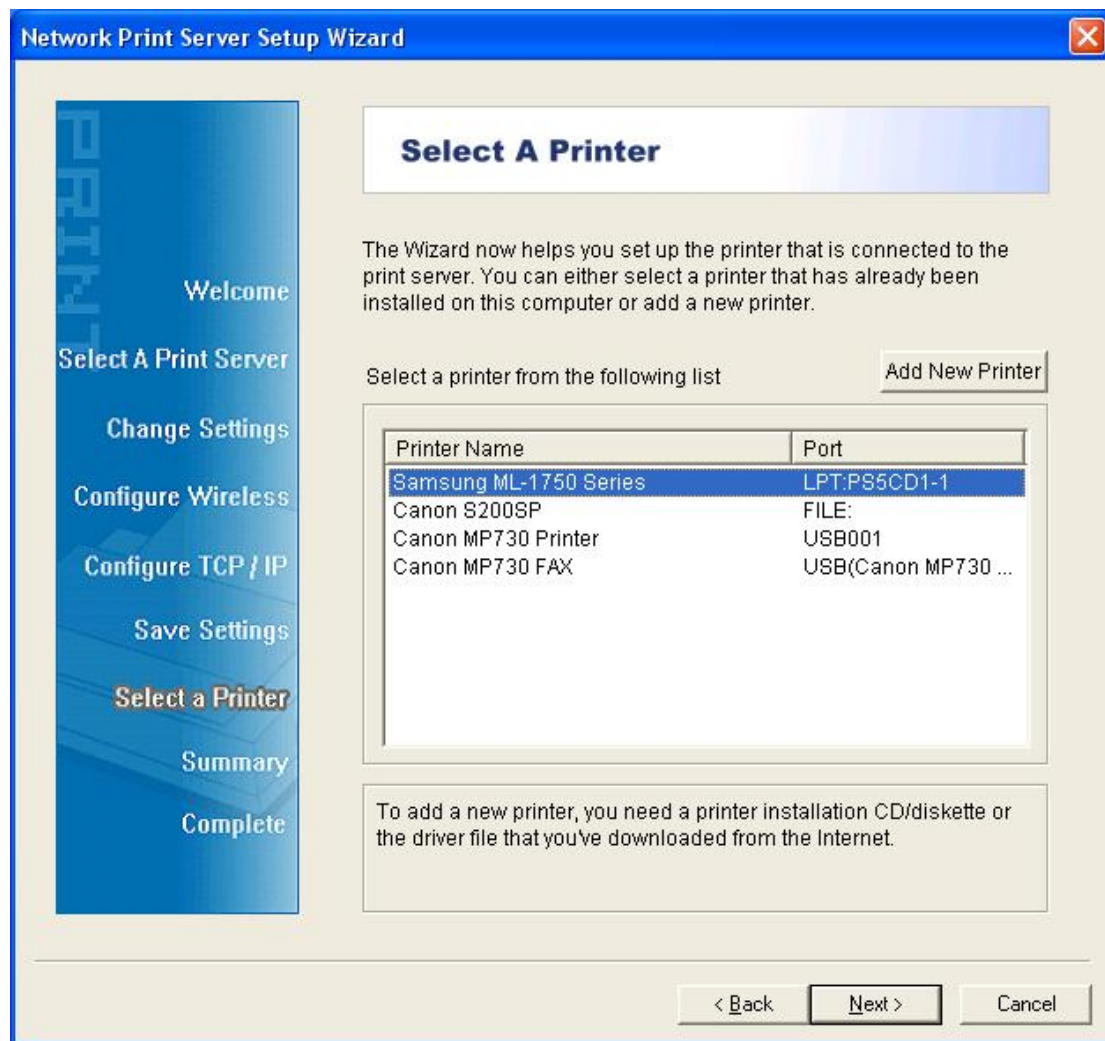 Network Print Server Setup Wizard
PRINT
Welcome
Select A Print Server
Change Settings
Configure Wireless
Configure TCP / IP
Save Settings
Select a Printer
Summary
Complete
Select A Printer
The Wizard now helps you set up the printer that is connected to the
print server. You can either select a printer that has already been
installed on this computer or add a new printer.
Select a printer from the following list
Add New Printer
Printer Name Port
Samsung ML-1750 Series LPT:PS5CD1-1
Canon S200SP FILE:
Canon MP730 Printer USB001
Canon MP730 FAX USB(Canon MP730 ...
To add a new printer, you need a printer installation CD/diskette or
the driver file that you've downloaded from the Internet.
< Back Next > Cancel